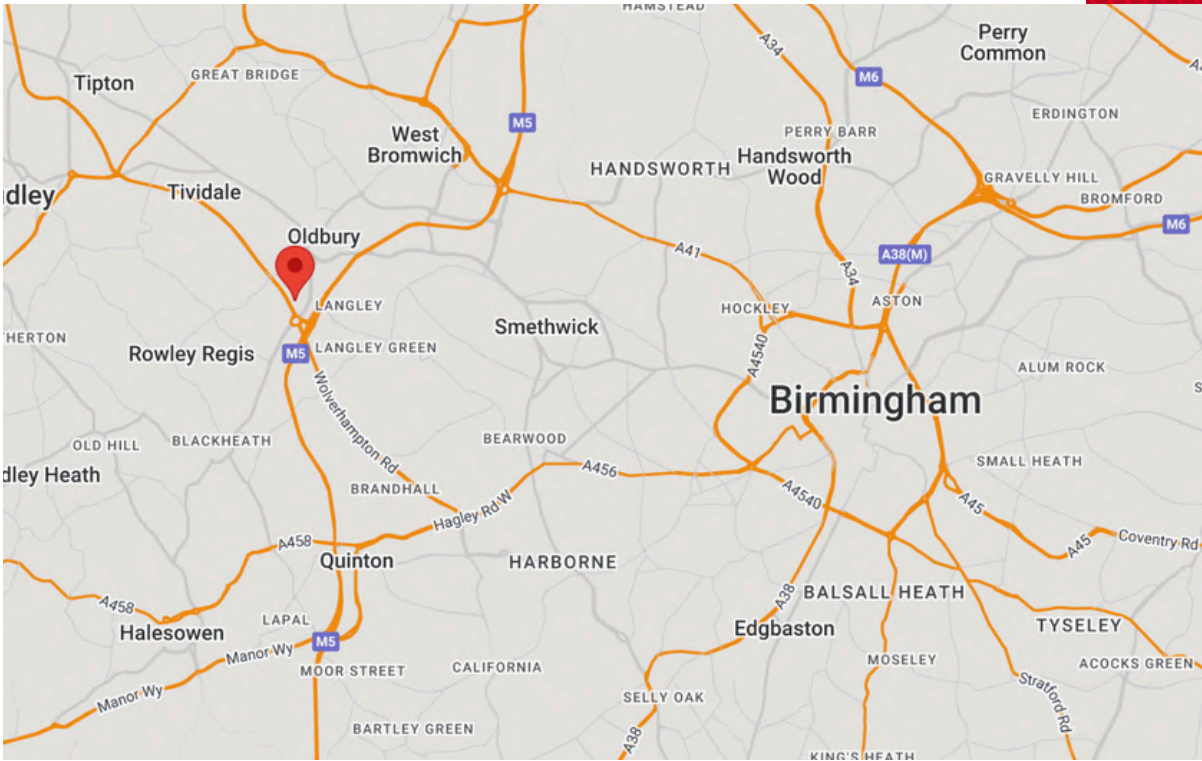 HAMSTEAD
Perry
Common
A34
Tipton
GREAT BRIDGE
M6
ERDINGTON
M5
West
Bromwich
PERRY BARR
HANDSWORTH
Handsworth
Wood
GRAVELLY HILL
BROMFORD
dley
Tividale
M6
Oldbury
A41
A38(M)
A34
LANGLEY
HOCKLEY
ASTON
Smethwick
THERTON
Rowley Regis
M5
LANGLEY GREEN
A4540
ALUM ROCK
Wolverhampton Rd
Birmingham
OLD HILL
BLACKHEATH
BEARWOOD
dley Heath
A456
SMALL HEATH
BRANDHALL
A4540
A45
Hagley Rd W
A458
Quinton
HARBORNE
A45
Coventry Rd
A458
A38
BALSALL HEATH
LAPAL
Halesowen
M5
Edgbaston
TYSELEY
Manor Wy
MOOR STREET
CALIFORNIA
MOSELEY
ACOCKS GREEN
Manor Wy
SELLY OAK
Stratford Rd
BARTLEY GREEN
A38
KING'S HEATH